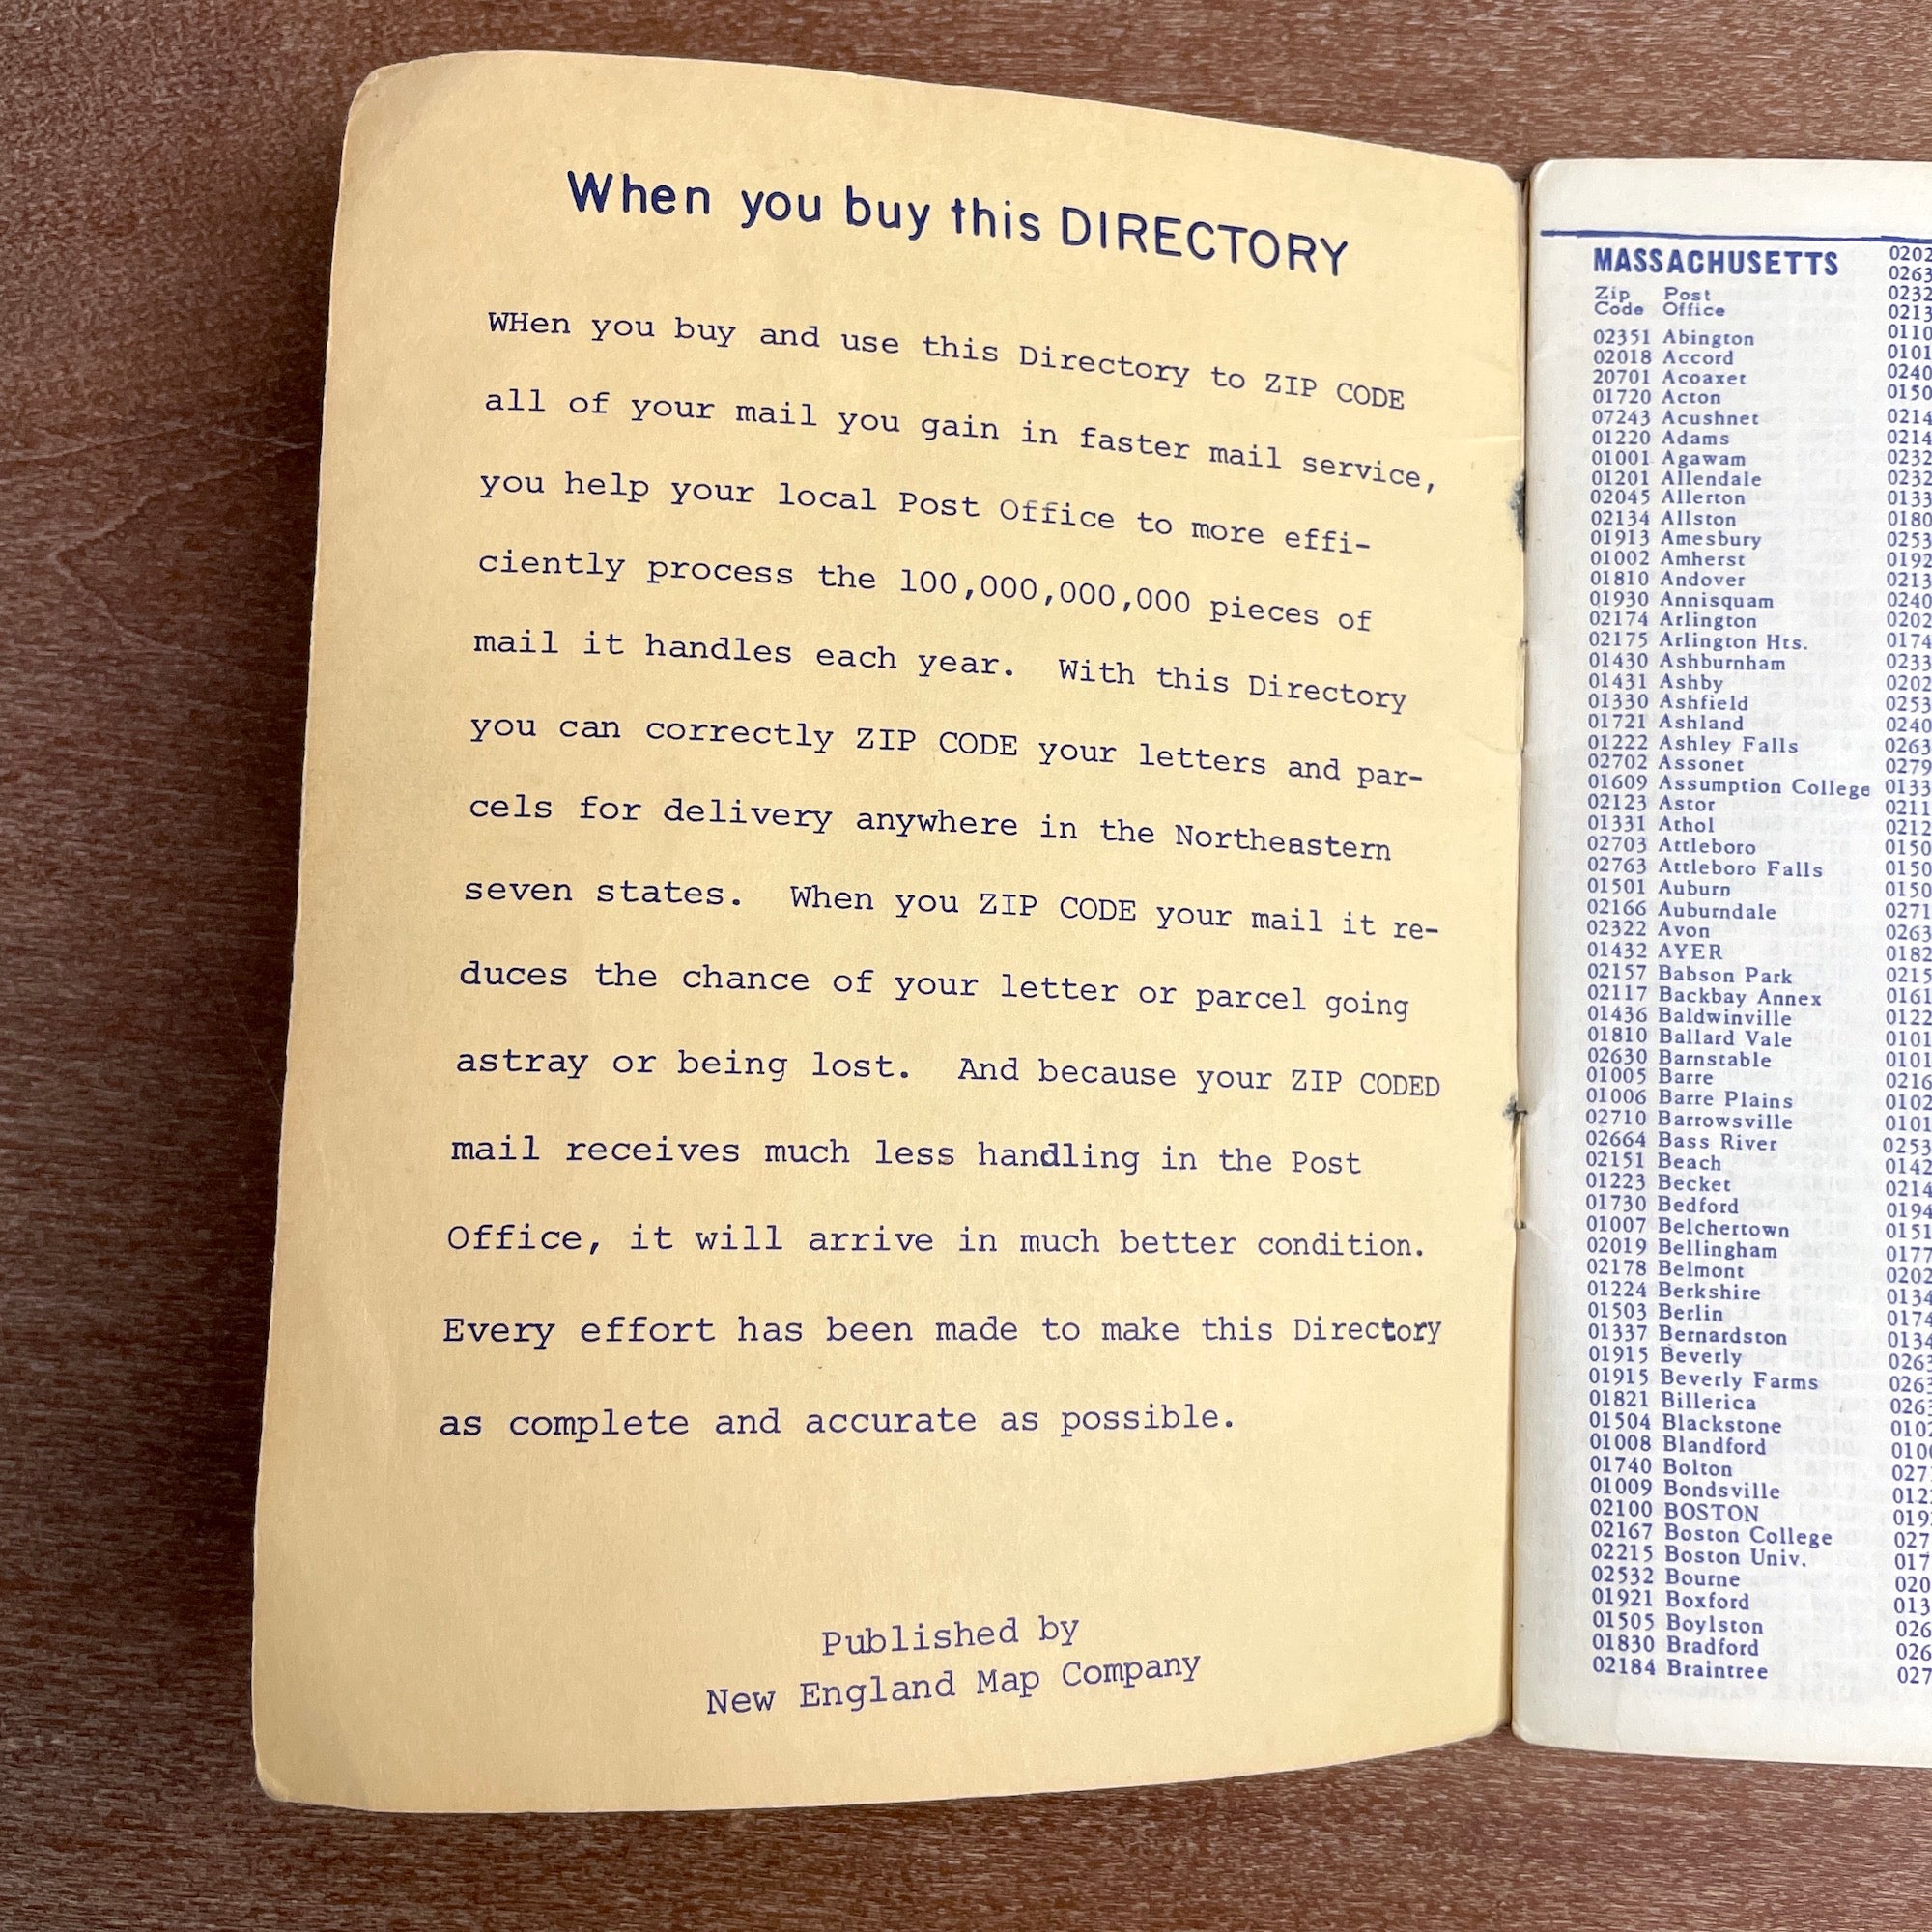 When you buy this DIRECTORY
WHen you buy and use this Directory to ZIP CODE
all of your mail you gain in faster mail service,
you help your local Post Office to more effi-
ciently process the 100,000,000,000 pieces of
mail it handles each year. With this Directory
you can correctly ZIP CODE your letters and par-
cels for delivery anywhere in the Northeastern
seven states. When you ZIP CODE your mail it re-
duces the chance of your letter or parcel going
astray or being lost. And because your ZIP CODED
mail receives much less handling in the Post
Office, it will arrive in much better condition.
Every effort has been made to make this Directory
as complete and accurate as possible.
Published by
New England Map Company
MASSACHUSETTS
Zip Post
Code Office
02351 Abington
02018 Accord
20701 Acoaxet
01720 Acton
07243 Acushnet
01220 Adams
01001 Agawam
01201 Allendale
02045 Allerton
02134 Allston
01913 Amesbury
01002 Amherst
01810 Andover
01930 Annisquam
02174 Arlington
02175 Arlington Hts.
01430 Ashburnham
01431 Ashby
01330 Ashfield
01721 Ashland
01222 Ashley Falls
02702 Assonet
01609 Assumption College
02123 Astor
01331 Athol
02703 Attleboro
02763 Attleboro Falls
01501 Auburn
02166 Auburndale
02322 Avon
01432 AYER
02157 Babson Park
02117 Backbay Annex
01436 Baldwinville
01810 Ballard Vale
02630 Barnstable
01005 Barre
01006 Barre Plains
02710 Barrowsville
02664 Bass River
02151 Beach
01223 Becket
01730 Bedford
01007 Belchertown
02019 Bellingham
02178 Belmont
01224 Berkshire
01503 Berlin
01337 Bernardston
01915 Beverly
01915 Beverly Farms
01821 Billerica
01504 Blackstone
01008 Blandford
01740 Bolton
01009 Bondsville
02100 BOSTON
02167 Boston College
02215 Boston Univ.
02532 Bourne
01921 Boxford
01505 Boylston
01830 Bradford
02184 Braintree